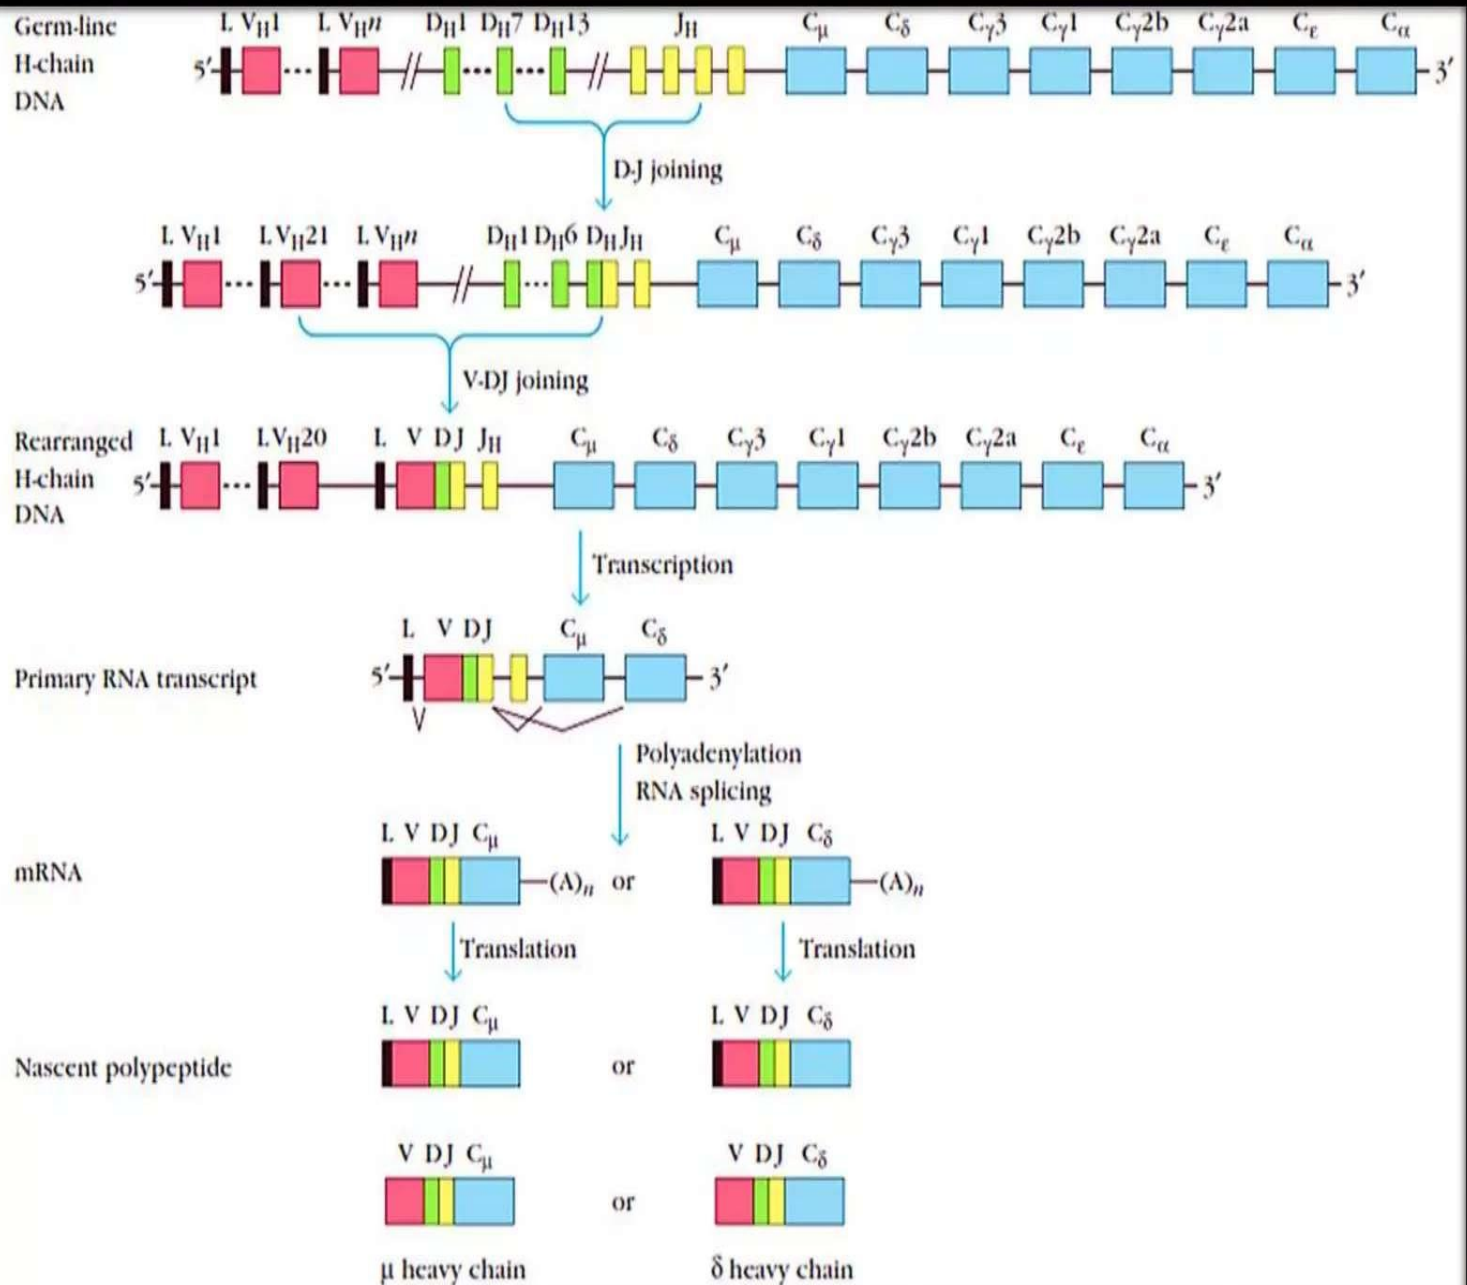 Germ-line H-chain DNA
L VH1 L VHn DH1 DH7 DH13 JH Cμ Cδ Cγ3 Cγ1 Cγ2b Cγ2a Cε Cα
5′ 3′
D-J joining
L VH1 L VH21 L VHn DH1 DH6 DHJH Cμ Cδ Cγ3 Cγ1 Cγ2b Cγ2a Cε Cα
5′ 3′
V-DJ joining
Rearranged H-chain DNA
L VH1 L VH20 L V DJ JH Cμ Cδ Cγ3 Cγ1 Cγ2b Cγ2a Cε Cα
5′ 3′
Transcription
L V DJ Cμ Cδ
Primary RNA transcript
5′ 3′
Polyadenylation
RNA splicing
L V DJ Cμ L V DJ Cδ
mRNA
(A)n or (A)n
Translation Translation
L V DJ Cμ L V DJ Cδ
Nascent polypeptide or
V DJ Cμ V DJ Cδ
or
μ heavy chain δ heavy chain